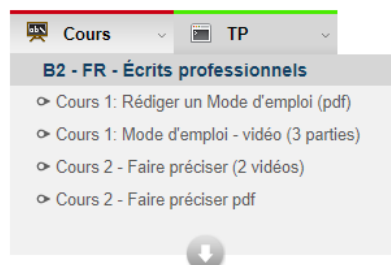 Cours TP
B2 - FR - Écrits professionnels
Cours 1: Rédiger un Mode d'emploi (pdf)
Cours 1: Mode d'emploi - vidéo (3 parties)
Cours 2 - Faire préciser (2 vidéos)
Cours 2 - Faire préciser pdf